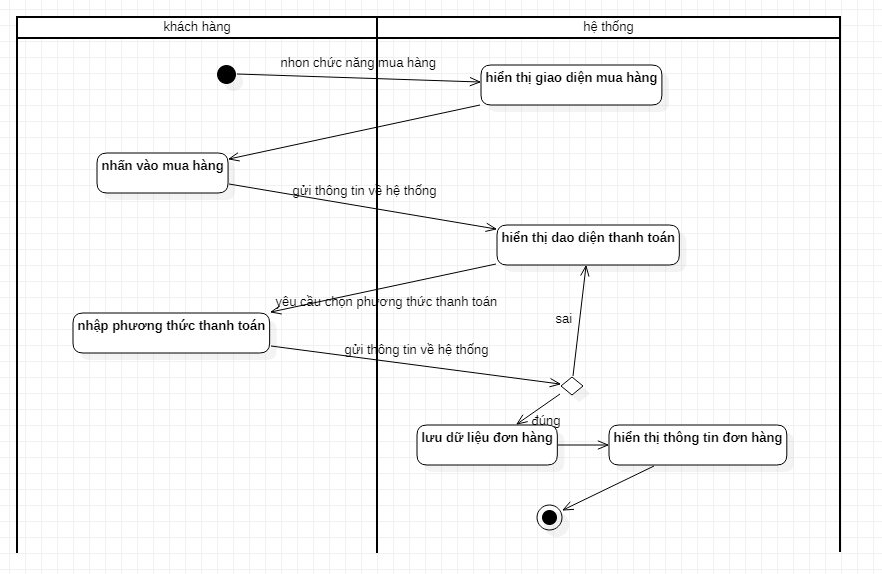 khách hàng
hệ thống
nhon chức năng mua hàng
hiển thị giao diện mua hàng
nhấn vào mua hàng
gửi thông tin về hệ thống
hiển thị dao diện thanh toán
yêu cầu chọn phương thức thanh toán
nhập phương thức thanh toán
sai
gửi thông tin về hệ thống
đúng
lưu dữ liệu đơn hàng
hiển thị thông tin đơn hàng